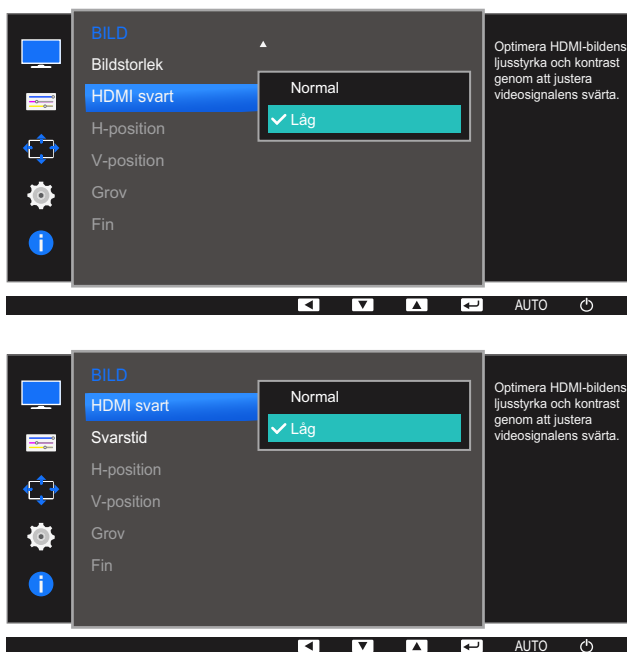 BILD
Bildstorlek
HDMI svart
Normal
Låg
H-position
V-position
Grov
Fin
Optimera HDMI-bildens
ljusstyrka och kontrast
genom att justera
videosignalens svärta.
AUTO
BILD
HDMI svart
Normal
Låg
Svarstid
H-position
V-position
Grov
Fin
Optimera HDMI-bildens
ljusstyrka och kontrast
genom att justera
videosignalens svärta.
AUTO